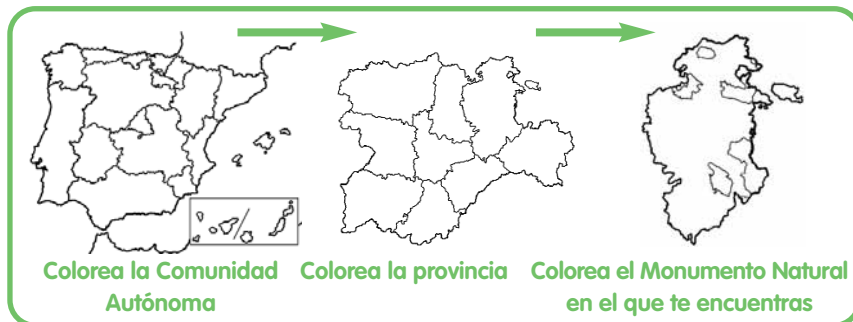 Colorea la Comunidad
Autónoma
Colorea la provincia
Colorea el Monumento Natural
en el que te encuentras